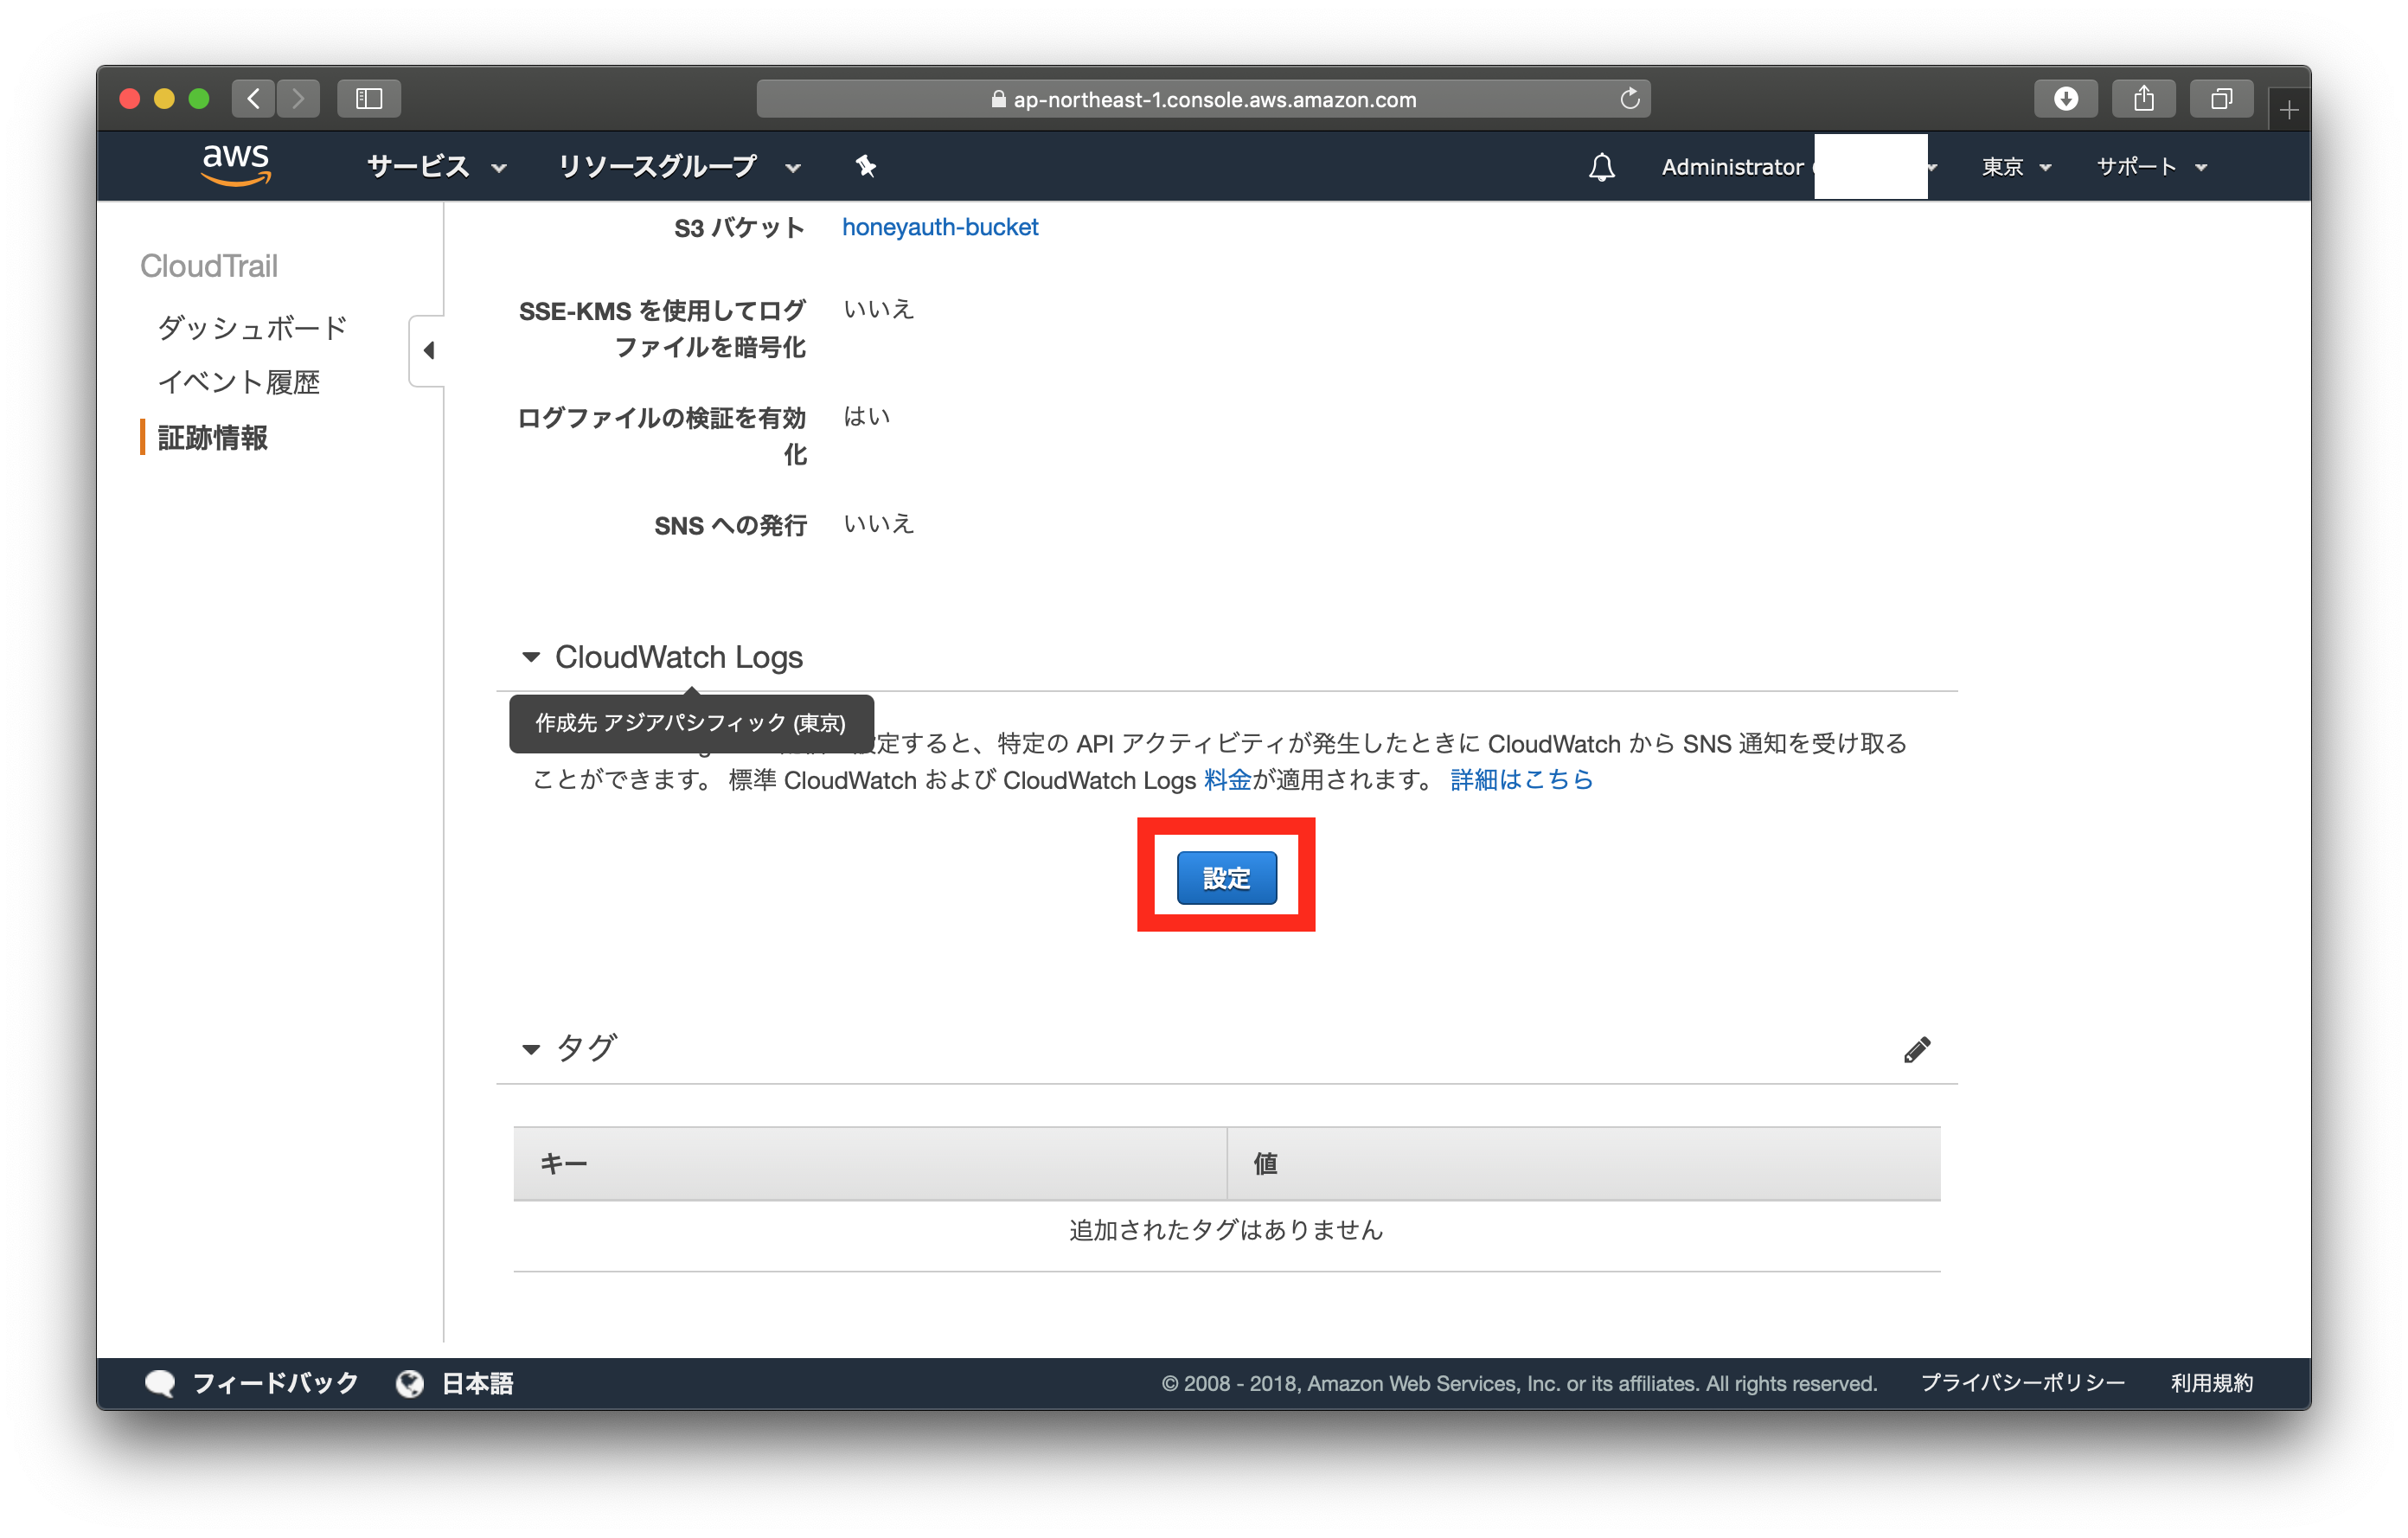 ap-northeast-1.console.aws.amazon.com
aws サービス リソースグループ Administrator 東京 サポート
CloudTrail
ダッシュボード
イベント履歴
証跡情報
S3 バケット honeyauth-bucket
SSE-KMS を使用してログ いいえ
ファイルを暗号化
ログファイルの検証を有効 はい
化
SNS への発行 いいえ
CloudWatch Logs
作成先 アジアパシフィック (東京)
定すると、特定の API アクティビティが発生したときに CloudWatch から SNS 通知を受け取る
ことができます。 標準 CloudWatch および CloudWatch Logs 料金が適用されます。 詳細はこちら
設定
タグ
キー 値
追加されたタグはありません
フィードバック 日本語 © 2008 - 2018, Amazon Web Services, Inc. or its affiliates. All rights reserved. プライバシーポリシー 利用規約